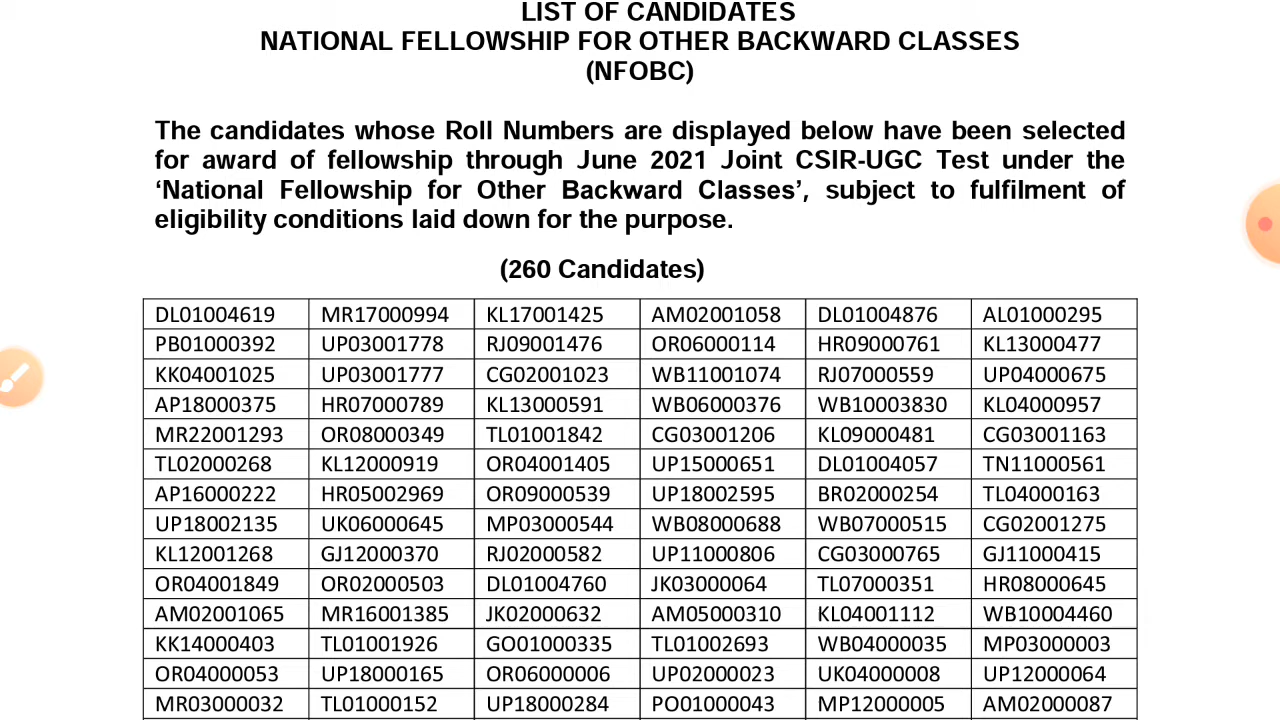 LIST OF CANDIDATES
NATIONAL FELLOWSHIP FOR OTHER BACKWARD CLASSES
(NFOBC)
The candidates whose Roll Numbers are displayed below have been selected
for award of fellowship through June 2021 Joint CSIR-UGC Test under the
‘National Fellowship for Other Backward Classes’, subject to fulfilment of
eligibility conditions laid down for the purpose.
(260 Candidates)
DL01004619 MR17000994 KL17001425 AM02001058 DL01004876 AL01000295
PB01000392 UP03001778 RJ09001476 OR06000114 HR09000761 KL13000477
KK04001025 UP03001777 CG02001023 WB11001074 RJ07000559 UP04000675
AP18000375 HR07000789 KL13000591 WB06000376 WB10003830 KL04000957
MR22001293 OR08000349 TL01001842 CG03001206 KL09000481 CG03001163
TL02000268 KL12000919 OR04001405 UP15000651 DL01004057 TN11000561
AP16000222 HR05002969 OR09000539 UP18002595 BR02000254 TL04000163
UP18002135 UK06000645 MP03000544 WB08000688 WB07000515 CG02001275
KL12001268 GJ12000370 RJ02000582 UP11000806 CG03000765 GJ11000415
OR04001849 OR02000503 DL01004760 JK03000064 TL07000351 HR08000645
AM02001065 MR16001385 JK02000632 AM05000310 KL04001112 WB10004460
KK14000403 TL01001926 GO01000335 TL01002693 WB04000035 MP03000003
OR04000053 UP18000165 OR06000006 UP02000023 UK04000008 UP12000064
MR03000032 TL01000152 UP18000284 PO01000043 MP12000005 AM02000087